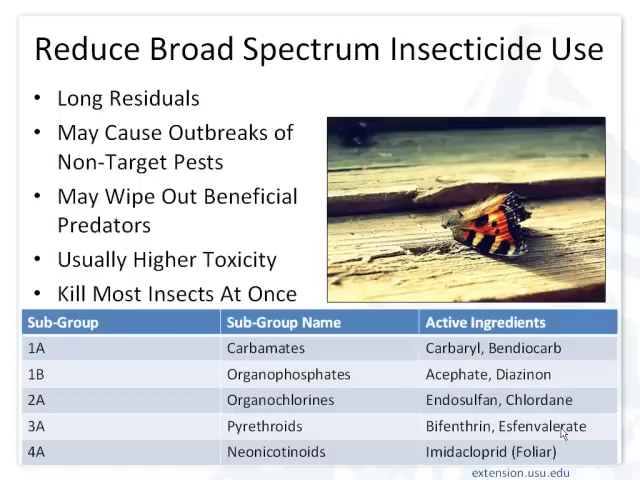 Reduce Broad Spectrum Insecticide Use
• Long Residuals
• May Cause Outbreaks of
Non-Target Pests
• May Wipe Out Beneficial
Predators
• Usually Higher Toxicity
• Kill Most Insects At Once
Sub-Group Sub-Group Name Active Ingredients
1A Carbamates Carbaryl, Bendiocarb
1B Organophosphates Acephate, Diazinon
2A Organochlorines Endosulfan, Chlordane
3A Pyrethroids Bifenthrin, Esfenvalerate
4A Neonicotinoids Imidacloprid (Foliar)
extension.usu.edu